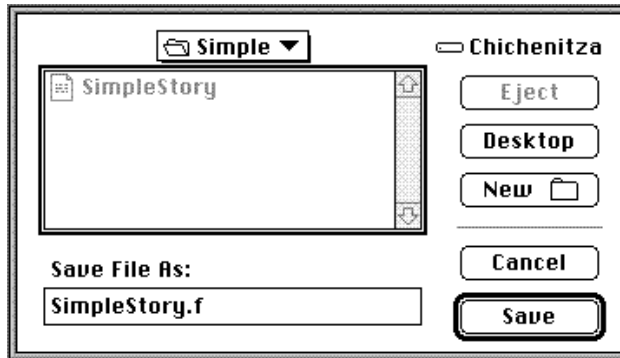 Simple
Chichenitza
SimpleStory
Eject
Desktop
New
Save File As:
Cancel
SimpleStory.f
Save